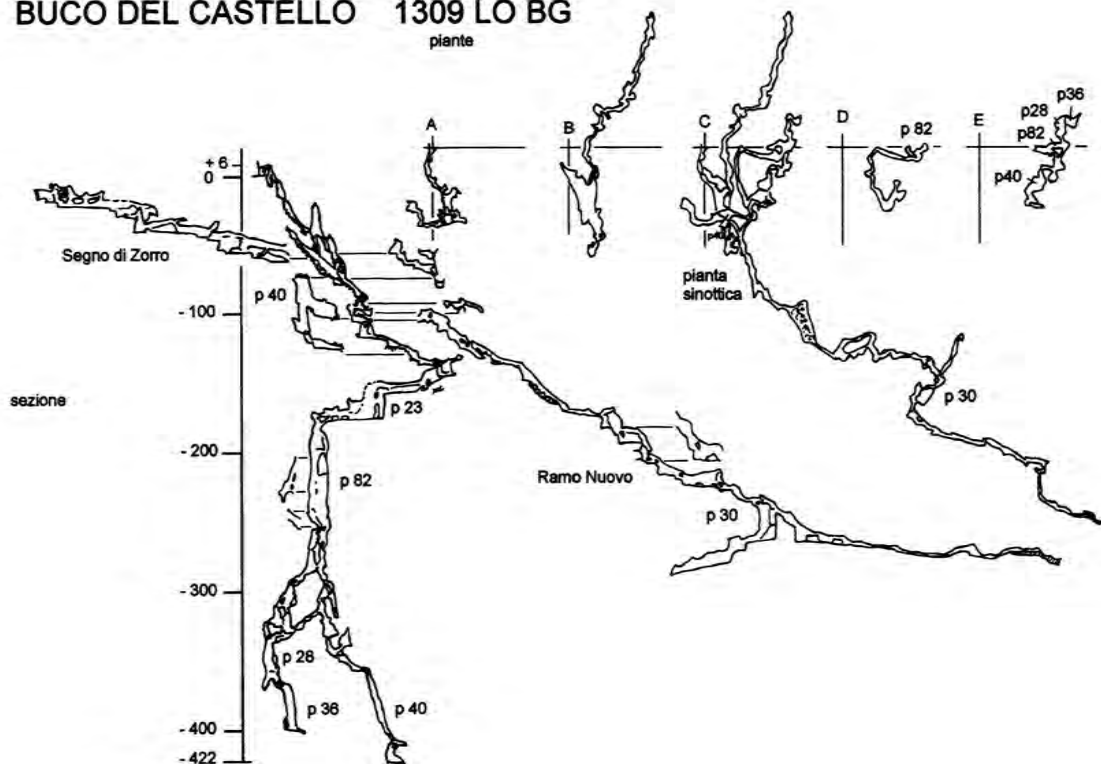 BUCO DEL CASTELLO 1309 LO BG
piante
A
B
C
D
E
p 82
p28
p36
p82
p40
+ 6
0
Segno di Zorro
p 40
- 100
pianta
sinottica
p40
sezione
p 23
p 30
- 200
p 82
Ramo Nuovo
p 30
- 300
p 28
p 36
p 40
- 400
- 422